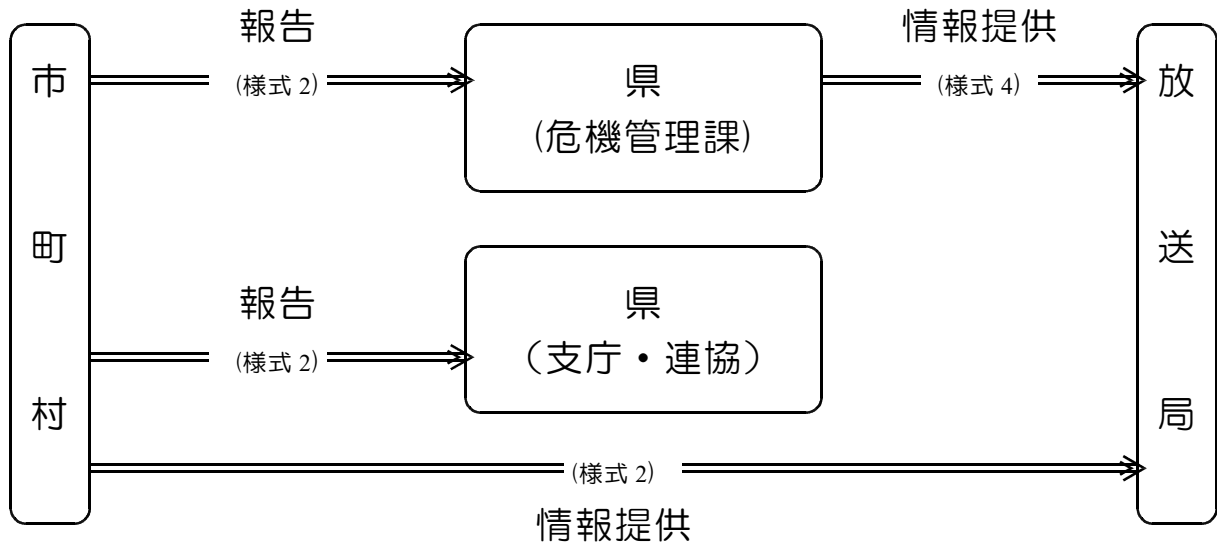 市町村
報告
(様式 2)
県
(危機管理課)
情報提供
(様式 4)
放送局
報告
(様式 2)
県
（支庁・連協）
(様式 2)
情報提供